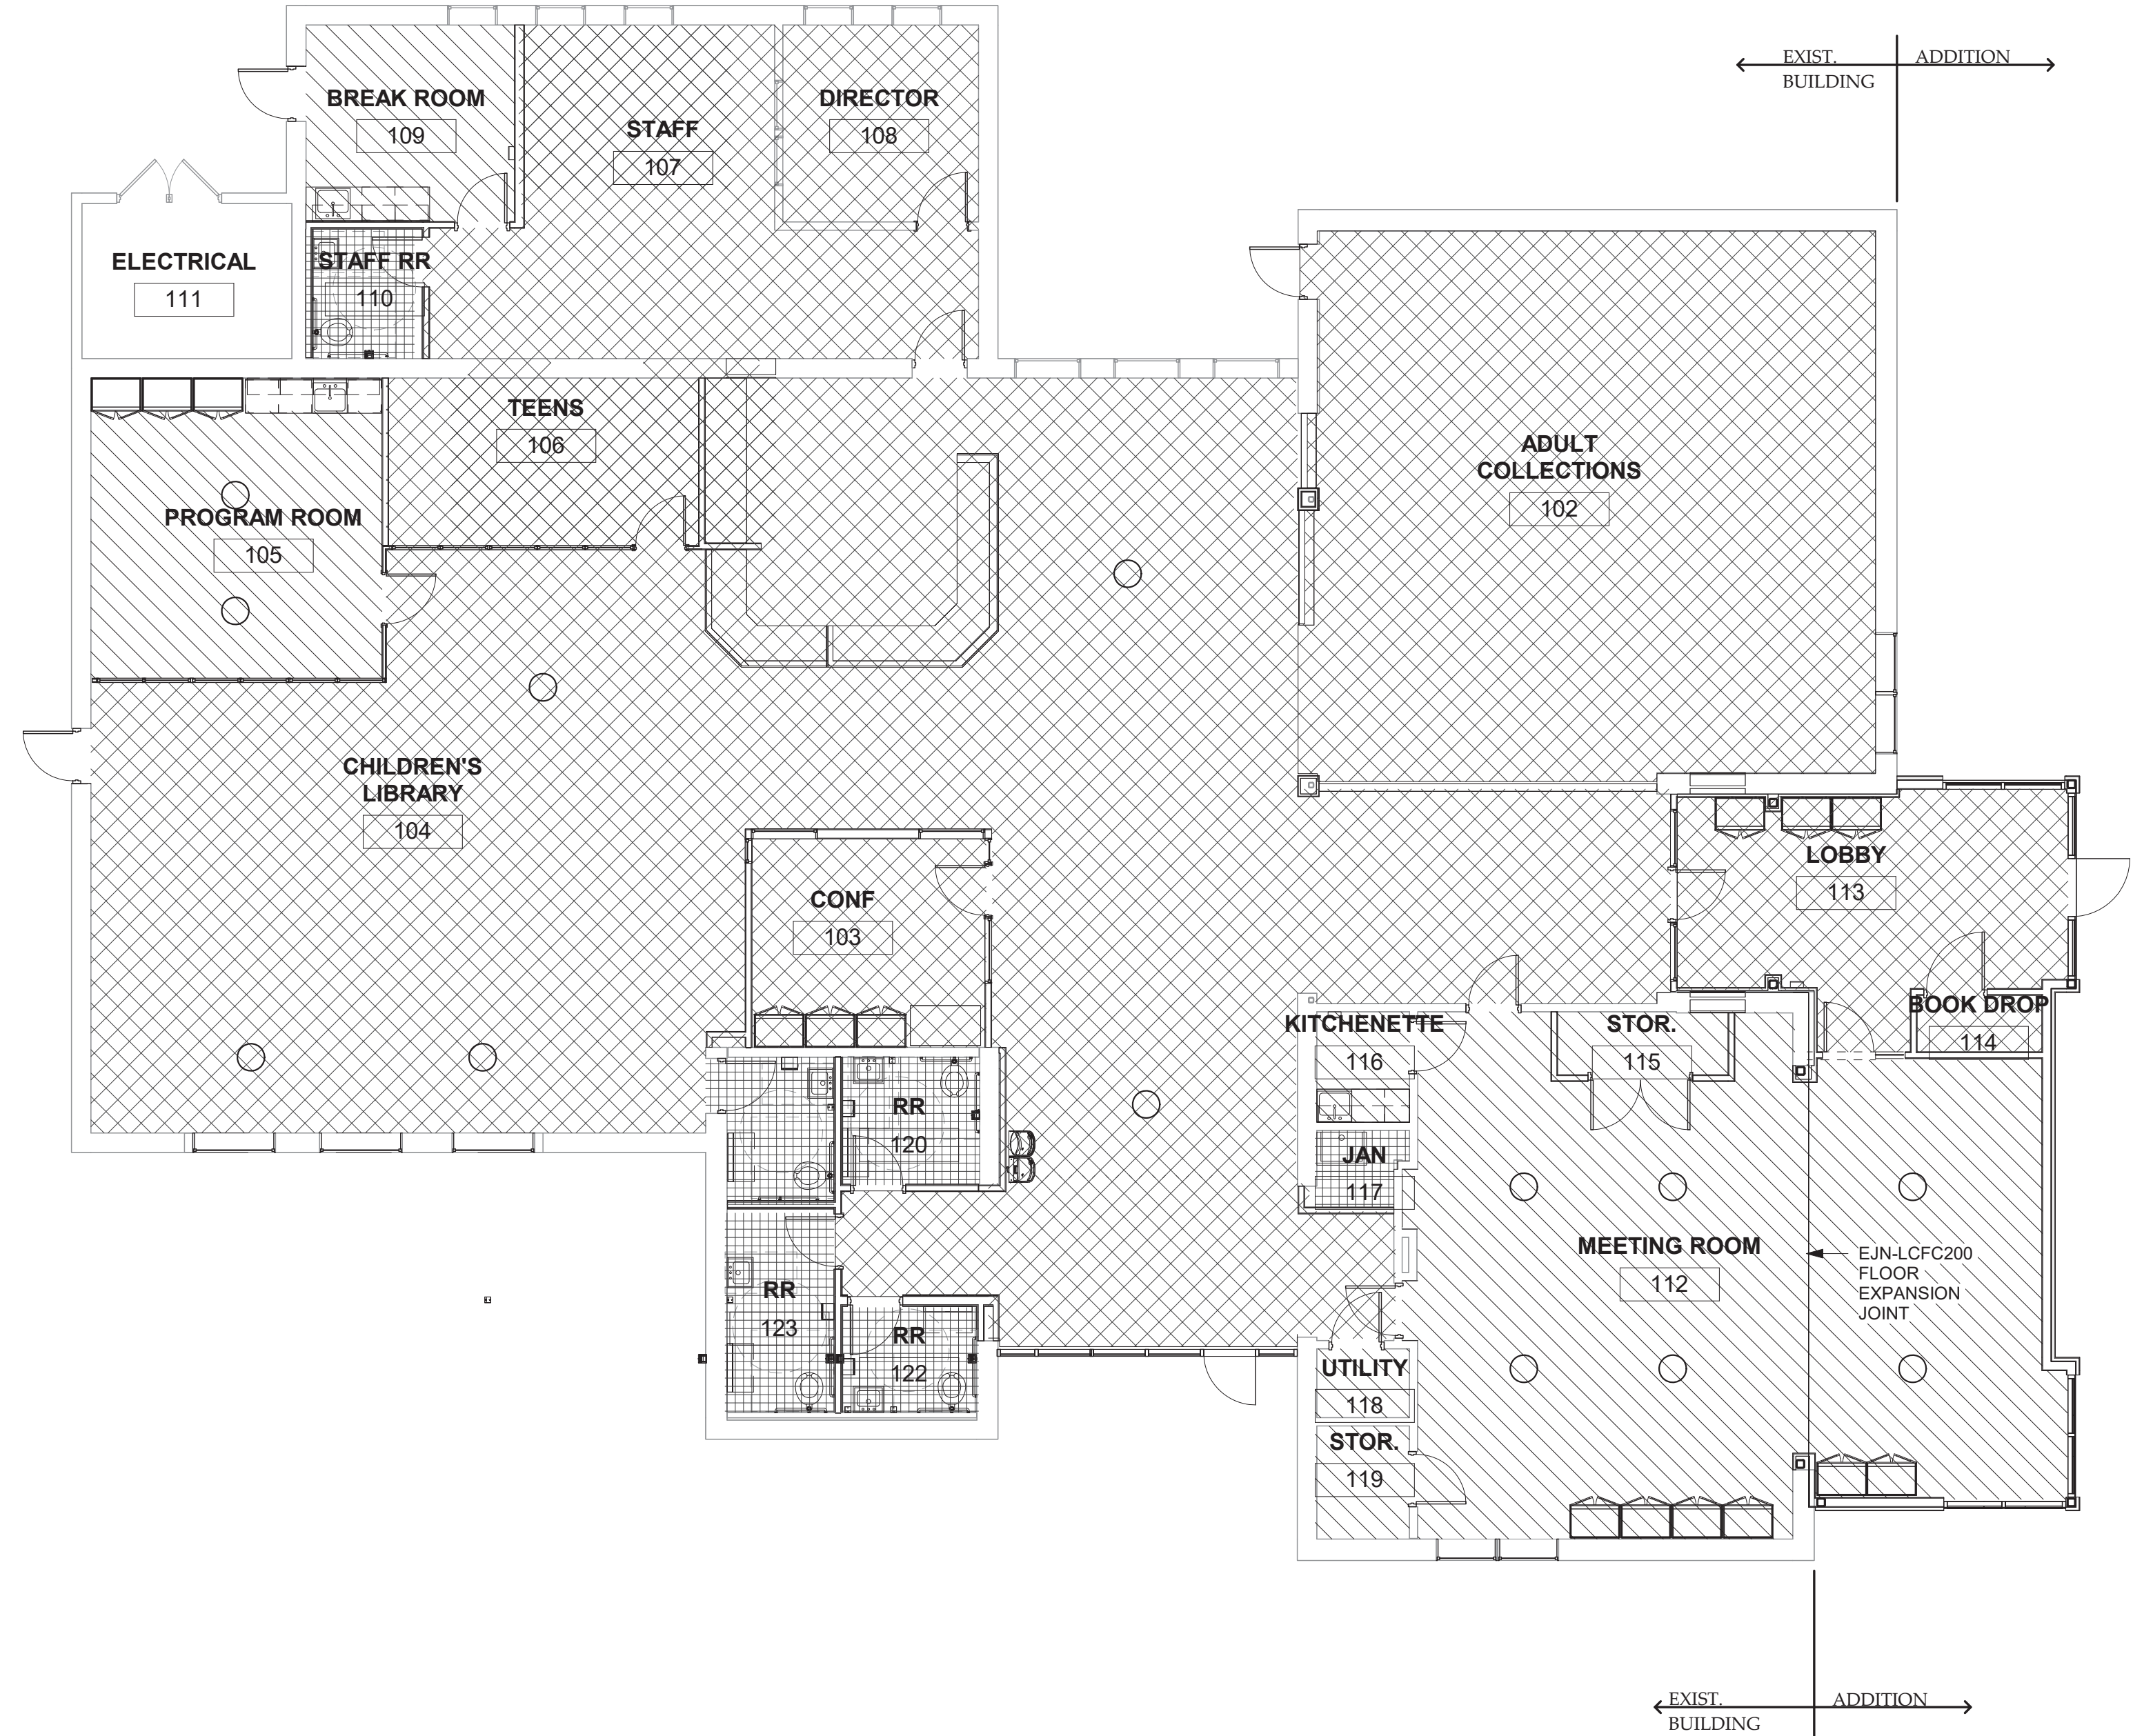 EXIST.
BUILDING
ADDITION
BREAK ROOM
109
STAFF
107
DIRECTOR
108
ELECTRICAL
111
STAFF RR
110
TEENS
106
ADULT
COLLECTIONS
102
PROGRAM ROOM
105
CHILDREN'S
LIBRARY
104
CONF
103
LOBBY
113
BOOK DROP
114
KITCHENETTE
116
STOR.
115
RR
120
JAN
117
MEETING ROOM
112
EJN-LCFC200
FLOOR
EXPANSION
JOINT
RR
123
RR
122
UTILITY
118
STOR.
119
EXIST.
BUILDING
ADDITION